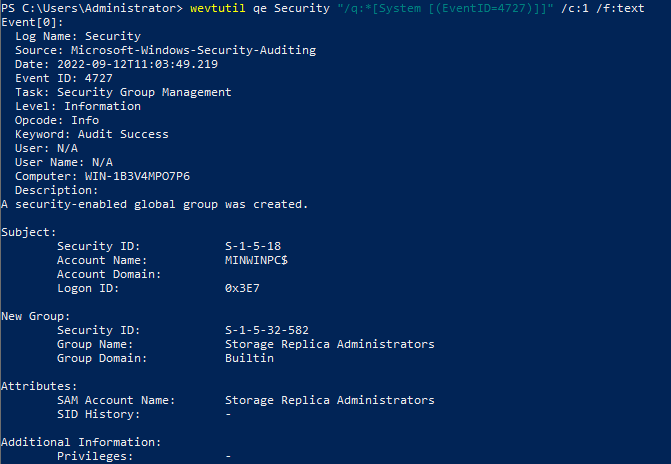 PS C:\Users\Administrator> wevtutil qe Security "/q:*[System [(EventID=4727)]]" /c:1 /f:text
Event[0]:
  Log Name: Security
  Source: Microsoft-Windows-Security-Auditing
  Date: 2022-09-12T11:03:49.219
  Event ID: 4727
  Task: Security Group Management
  Level: Information
  Opcode: Info
  Keyword: Audit Success
  User: N/A
  User Name: N/A
  Computer: WIN-1B3V4MPO7P6
  Description:
A security-enabled global group was created.

Subject:
        Security ID:            S-1-5-18
        Account Name:           MINWINPC$
        Account Domain:
        Logon ID:               0x3E7

New Group:
        Security ID:            S-1-5-32-582
        Group Name:             Storage Replica Administrators
        Group Domain:           Builtin

Attributes:
        SAM Account Name:       Storage Replica Administrators
        SID History:            -

Additional Information:
        Privileges:             -